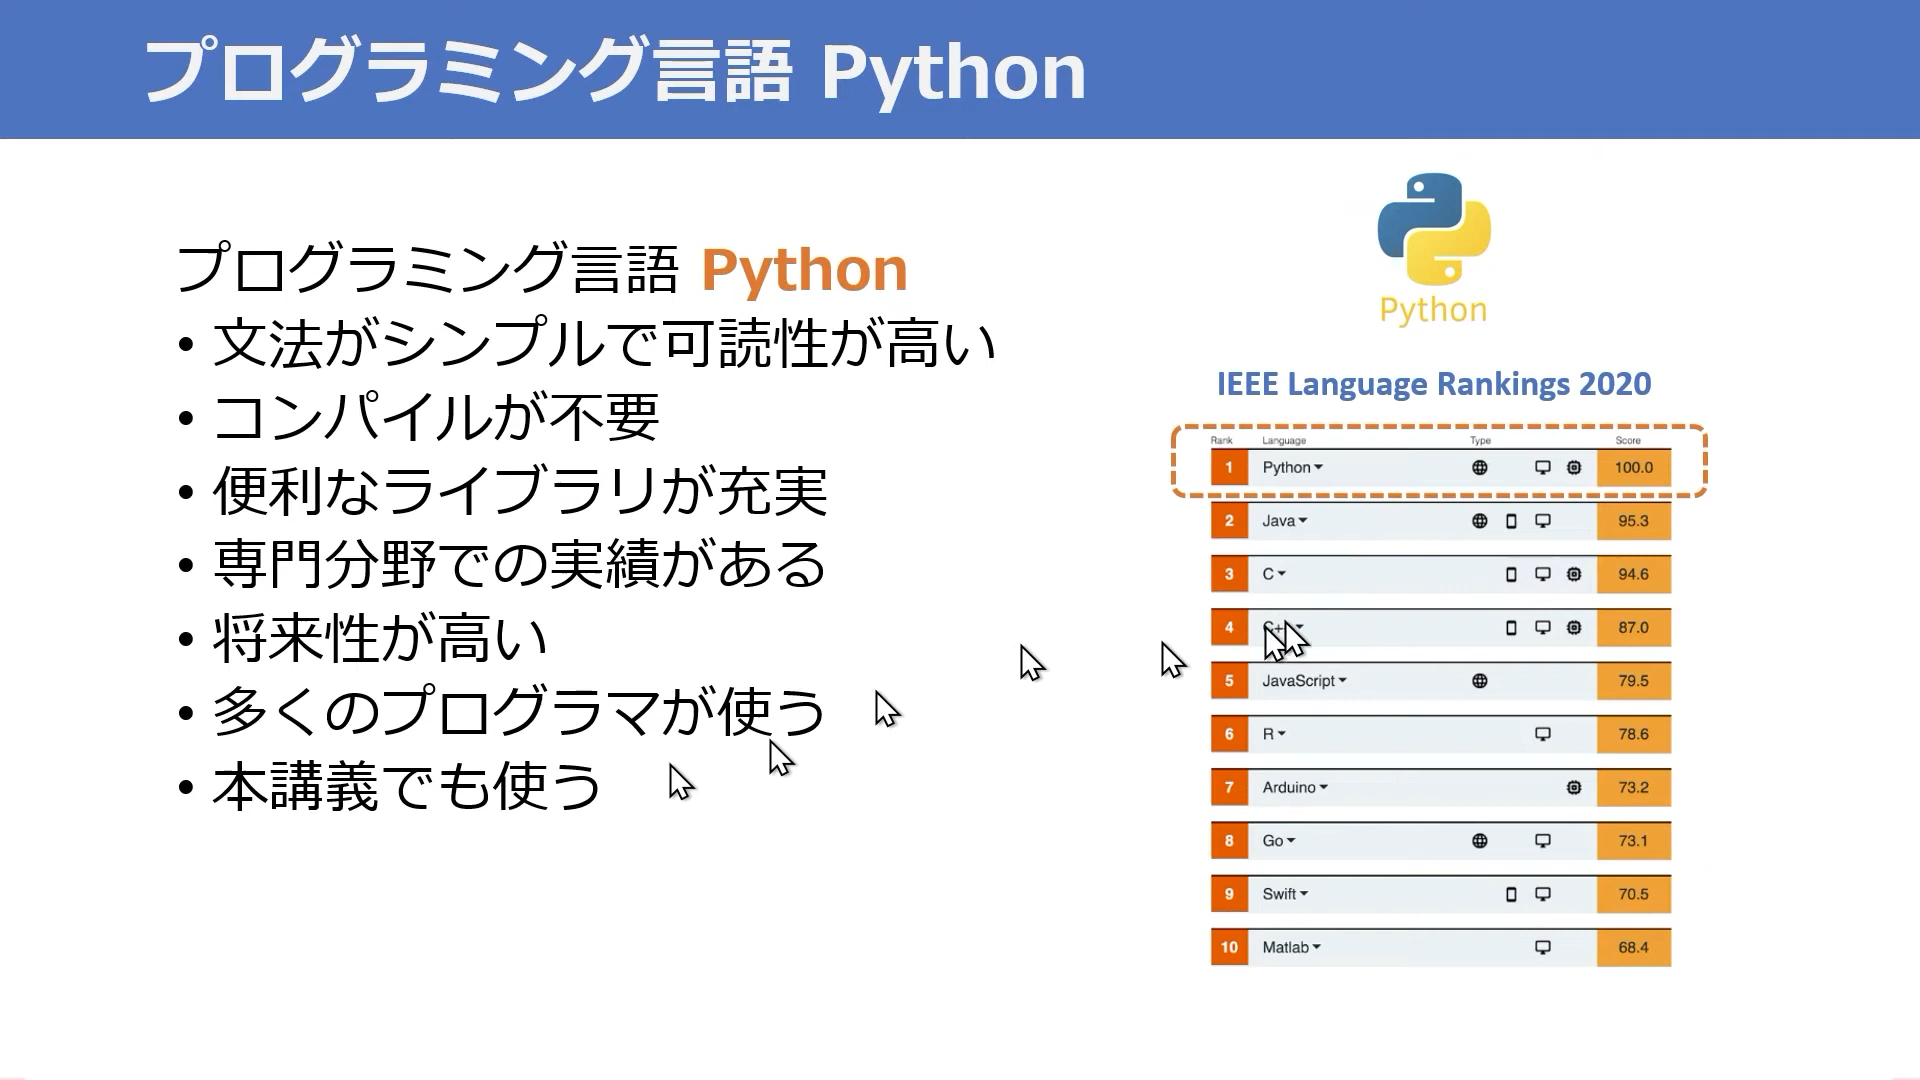 プログラミング言語 Python
プログラミング言語 Python
• 文法がシンプルで可読性が高い
• コンパイルが不要
• 便利なライブラリが充実
• 専門分野での実績がある
• 将来性が高い
• 多くのプログラマが使う
• 本講義でも使う
Python
IEEE Language Rankings 2020
Rank Language Type Score
1 Python 100.0
2 Java 95.3
3 C 94.6
4 87.0
5 JavaScript 79.5
6 R 78.6
7 Arduino 73.2
8 Go 73.1
9 Swift 70.5
10 Matlab 68.4